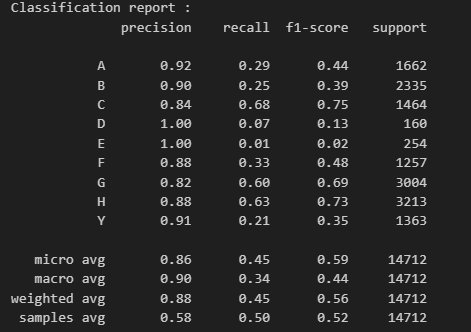 Classification report :
precision recall f1-score support
A 0.92 0.29 0.44 1662
B 0.90 0.25 0.39 2335
C 0.84 0.68 0.75 1464
D 1.00 0.07 0.13 160
E 1.00 0.01 0.02 254
F 0.88 0.33 0.48 1257
G 0.82 0.60 0.69 3004
H 0.88 0.63 0.73 3213
Y 0.91 0.21 0.35 1363
micro avg 0.86 0.45 0.59 14712
macro avg 0.90 0.34 0.44 14712
weighted avg 0.88 0.45 0.56 14712
samples avg 0.58 0.50 0.52 14712